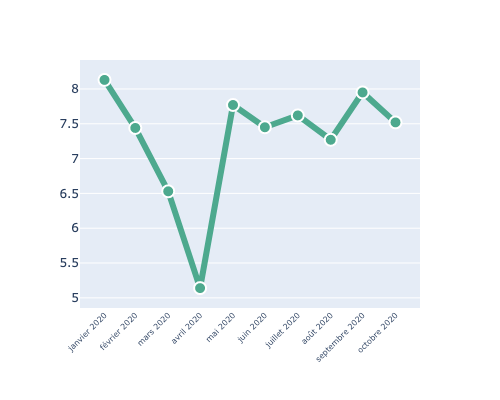 8
7.5
7
6.5
6
5.5
5
janvier 2020
février 2020
mars 2020
avril 2020
mai 2020
juin 2020
juillet 2020
août 2020
septembre 2020
octobre 2020